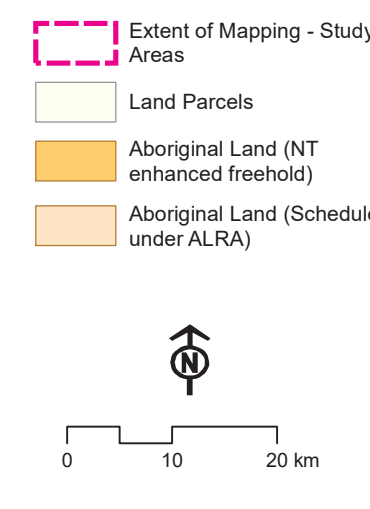 Extent of Mapping - Study
Areas
Land Parcels
Aboriginal Land (NT
enhanced freehold)
Aboriginal Land (Schedule
under ALRA)
N
0 10 20 km